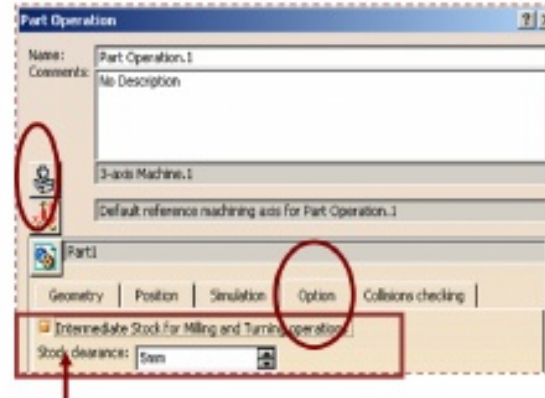 Part Operation
Name: Part Operation.1
Comments: No Description
3-axis Machine.1
Default reference machining axis for Part Operation.1
Part1
Geometry Position Simulation Option Collisions checking
Intermediate Stock for Milling and Turning operation
Stock clearance: 5mm